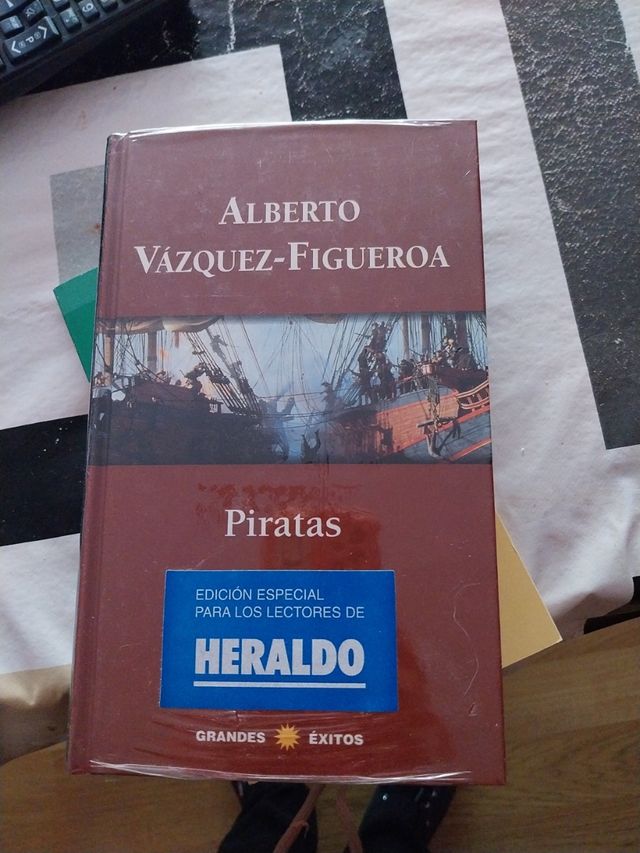 ALBERTO
VÁZQUEZ-FIGUEROA
Piratas
EDICIÓN ESPECIAL
PARA LOS LECTORES DE
HERALDO
GRANDES ÉXITOS